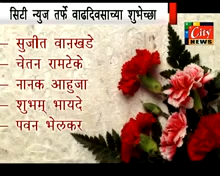 सिटी न्युज तर्फे वाढदिवसाच्या शुभेच्छा
City
NEWS
– सुजीत वानखडे
– चेतन रामटेके
– नानक आहुजा
– शुभम् भायदे
– पवन भेलकर